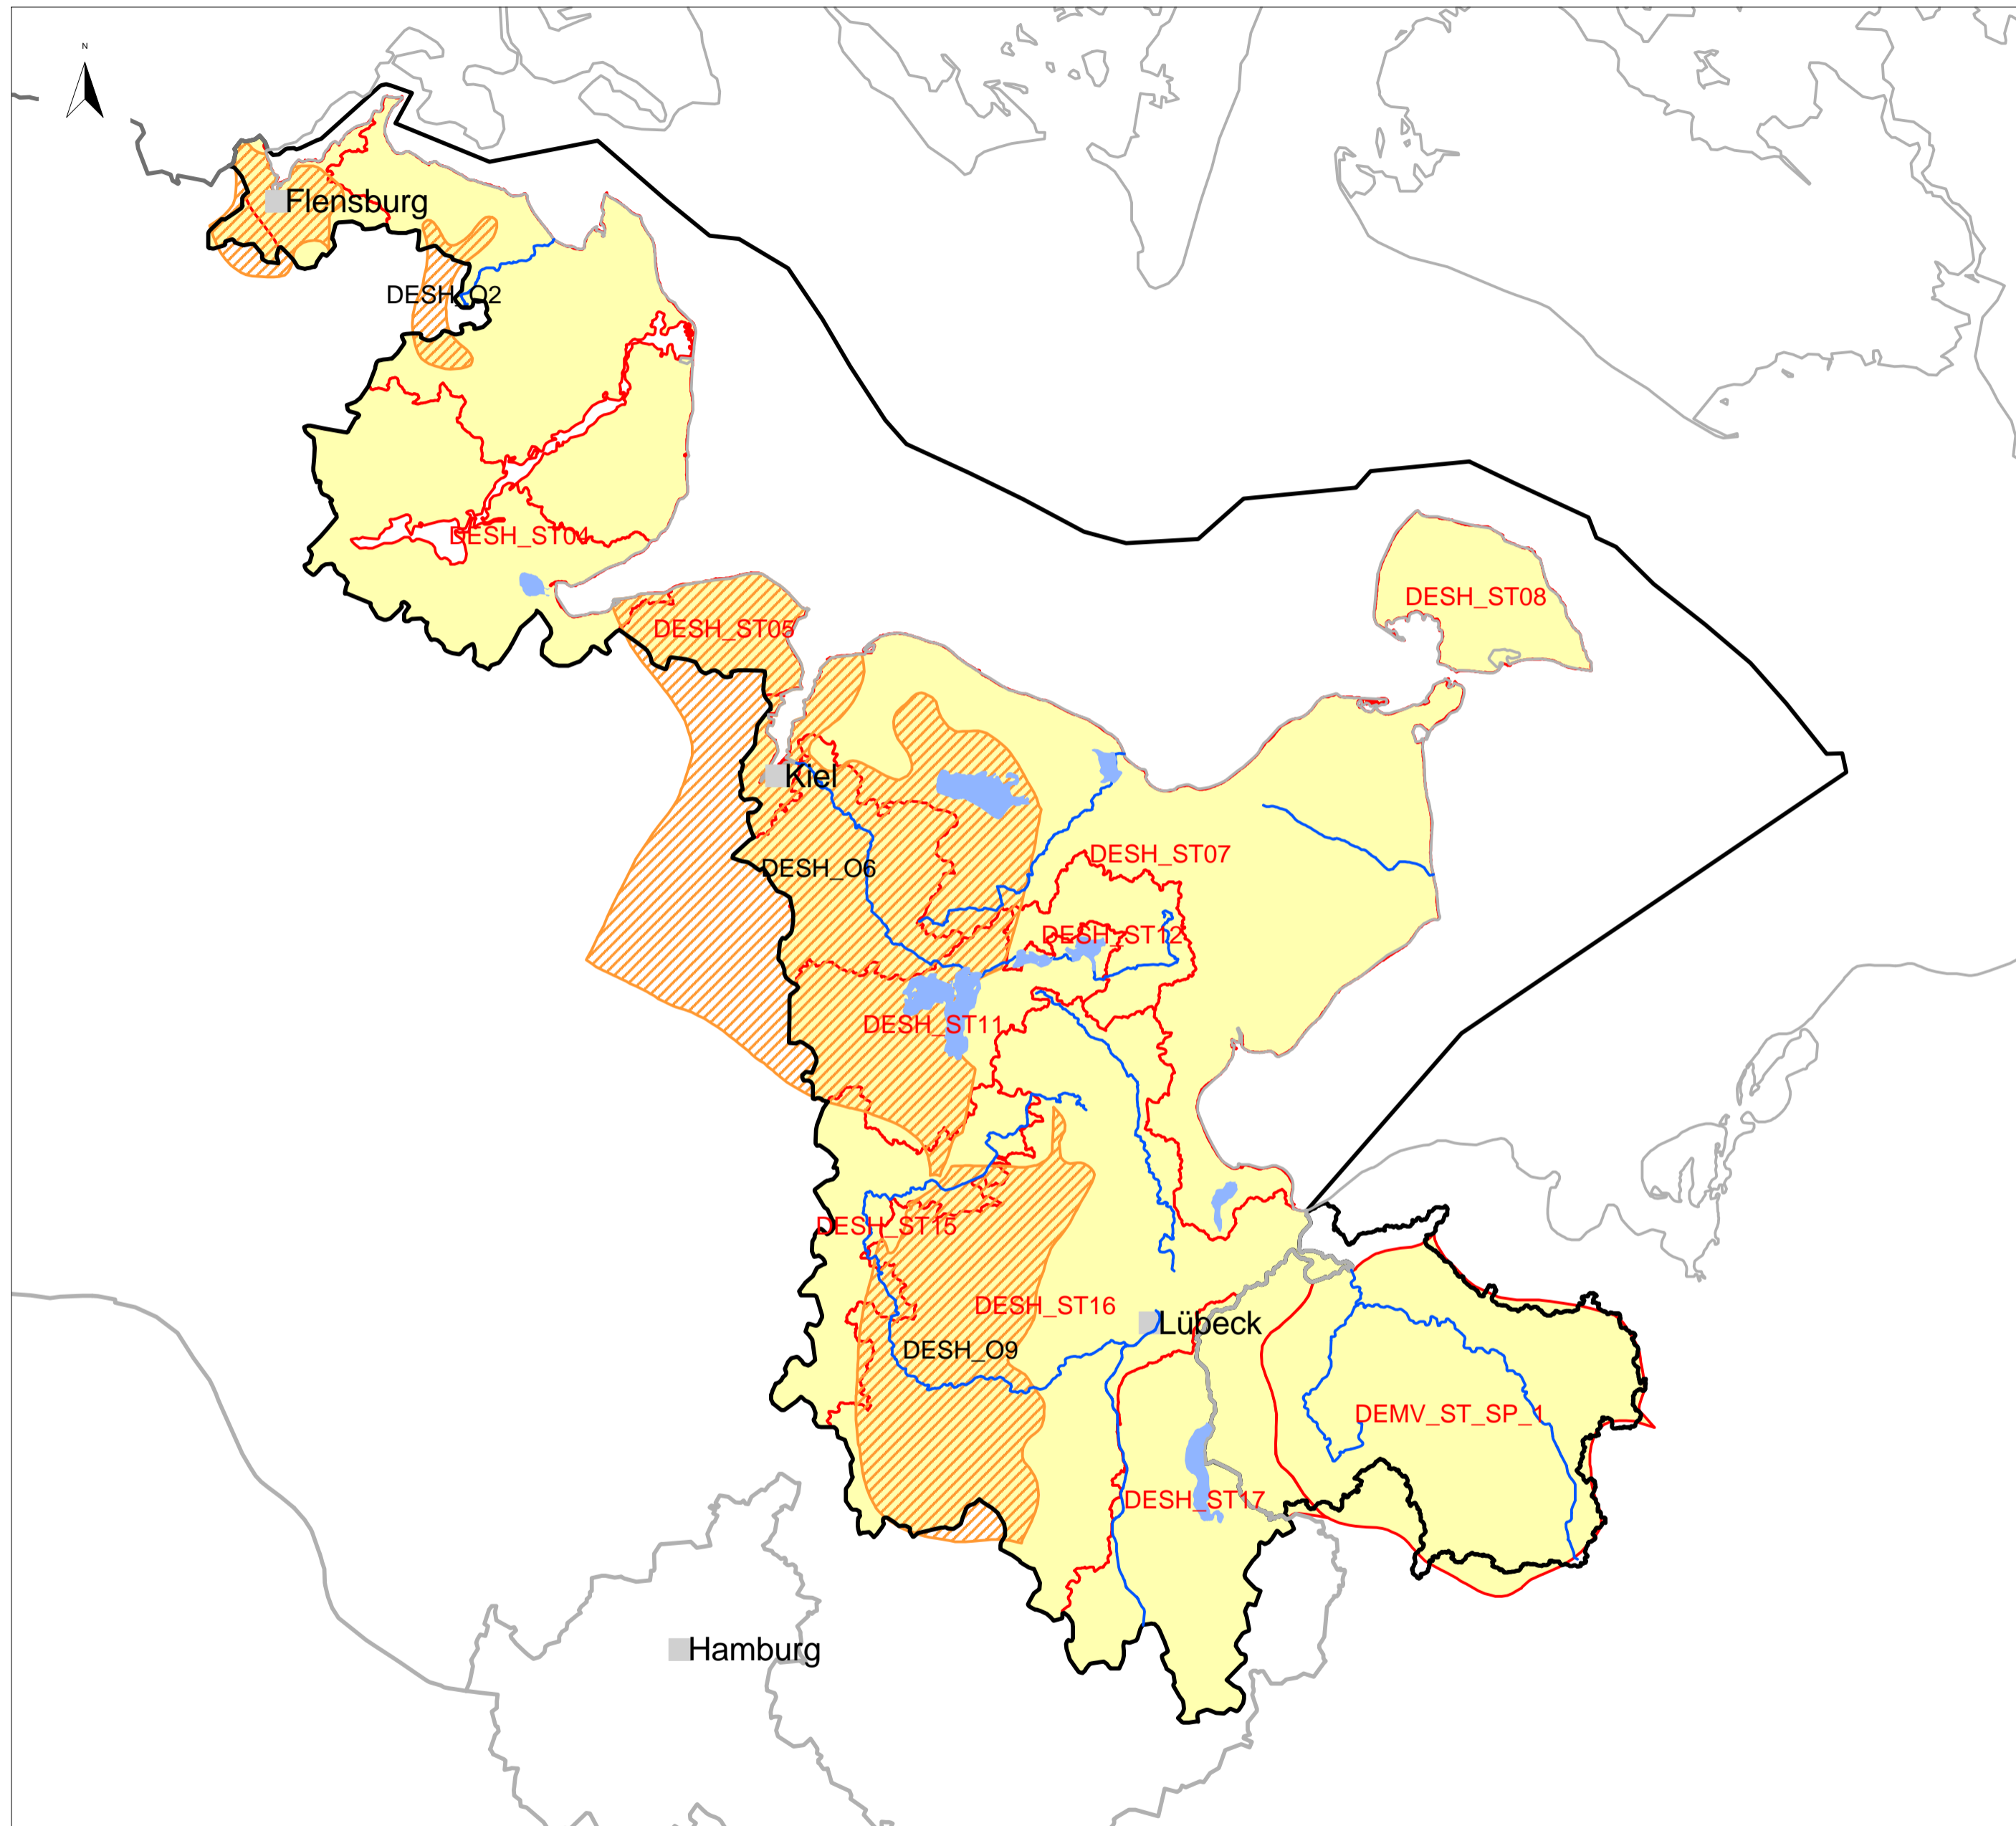 N
Flensburg
DESH_O2
DESH_ST04
DESH_ST08
DESH_ST05
Kiel
DESH_ST07
DESH_O6
DESH_ST12
DESH_ST11
DESH_ST15
DESH_ST16
Lübeck
DESH_O9
DEMV_ST_SP_1
DESH_ST17
Hamburg